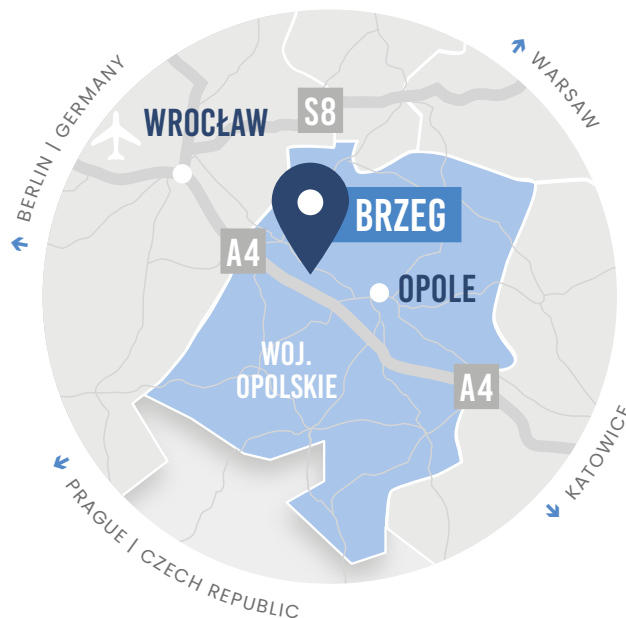 BERLIN | GERMANY
WARSAW
WROCŁAW
S8
BRZEG
A4
OPOLE
WOJ.
OPOLSKIE
A4
KATOWICE
PRAGUE | CZECH REPUBLIC